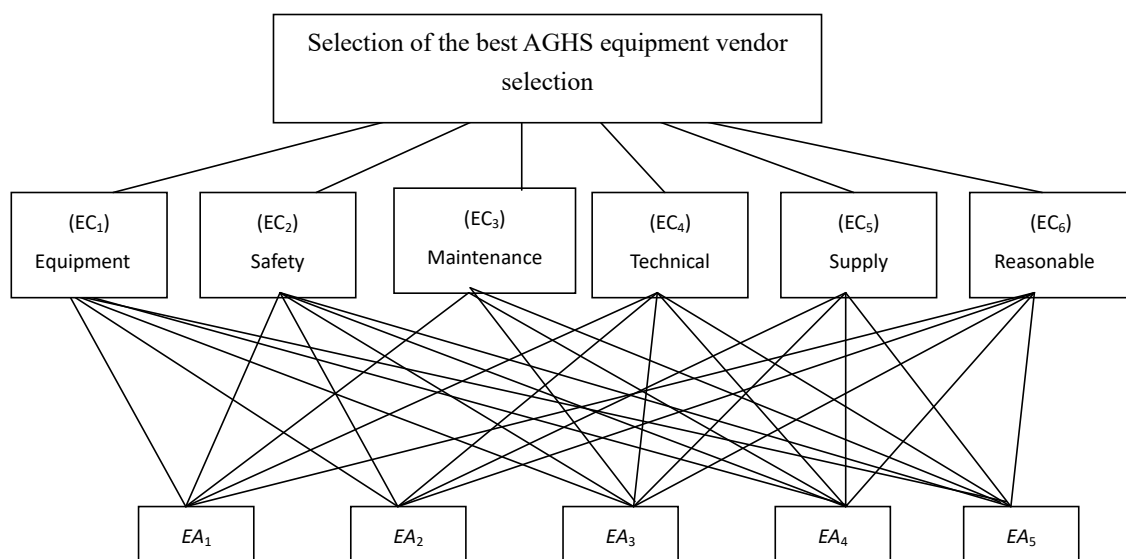 Selection of the best AGHS equipment vendor
selection
(EC₁)
Equipment
(EC₂)
Safety
(EC₃)
Maintenance
(EC₄)
Technical
(EC₅)
Supply
(EC₆)
Reasonable
EA₁
EA₂
EA₃
EA₄
EA₅